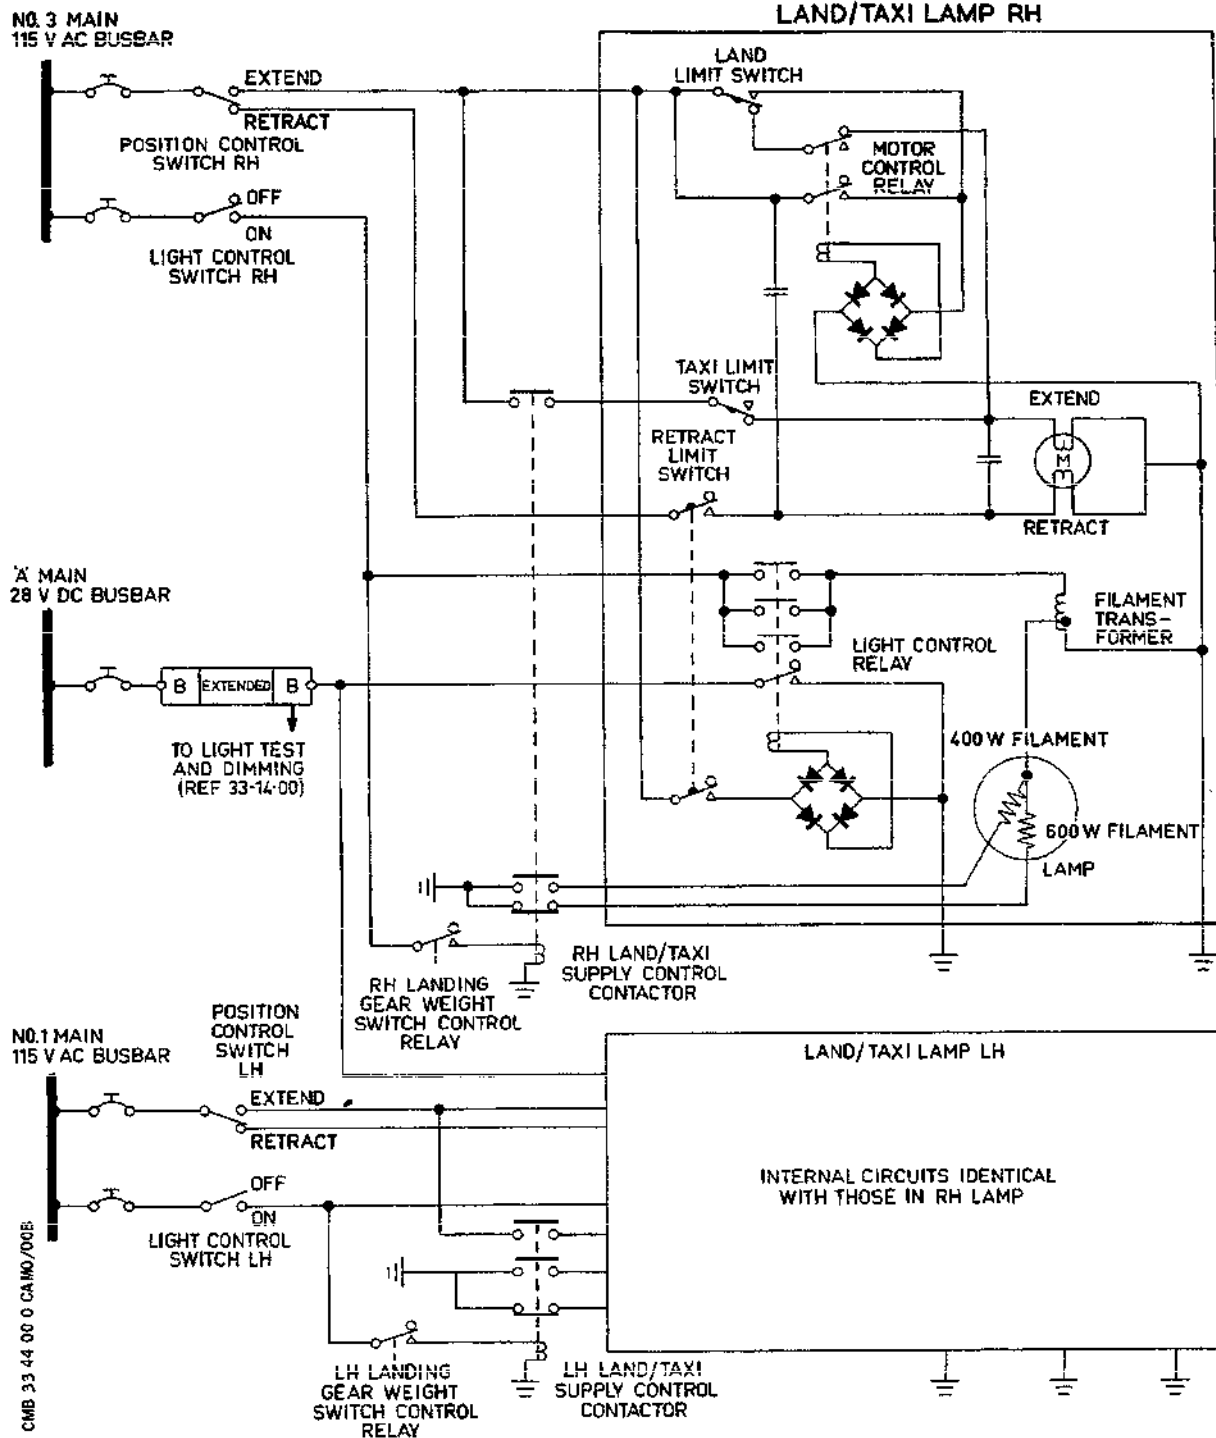 LAND/TAXI LAMP RH
NO. 3 MAIN
115 V AC BUSBAR
EXTEND
RETRACT
POSITION CONTROL
SWITCH RH
OFF
ON
LIGHT CONTROL
SWITCH RH
LAND
LIMIT SWITCH
MOTOR
CONTROL
RELAY
TAXI LIMIT
SWITCH
EXTEND
RETRACT
LIMIT
SWITCH
M
RETRACT
'A' MAIN
28 V DC BUSBAR
B
EXTENDED
B
TO LIGHT TEST
AND DIMMING
(REF 33-14-00)
FILAMENT
TRANS-
FORMER
LIGHT CONTROL
RELAY
400 W FILAMENT
600 W FILAMENT
LAMP
RH LANDING
GEAR WEIGHT
SWITCH CONTROL
RELAY
RH LAND/TAXI
SUPPLY CONTROL
CONTACTOR
NO.1 MAIN
115 V AC BUSBAR
POSITION
CONTROL
SWITCH
LH
EXTEND
RETRACT
OFF
ON
LIGHT CONTROL
SWITCH LH
LAND/TAXI LAMP LH
INTERNAL CIRCUITS IDENTICAL
WITH THOSE IN RH LAMP
LH LANDING
GEAR WEIGHT
SWITCH CONTROL
RELAY
LH LAND/TAXI
SUPPLY CONTROL
CONTACTOR
CMB 33 44 00 0 CAMO/00B